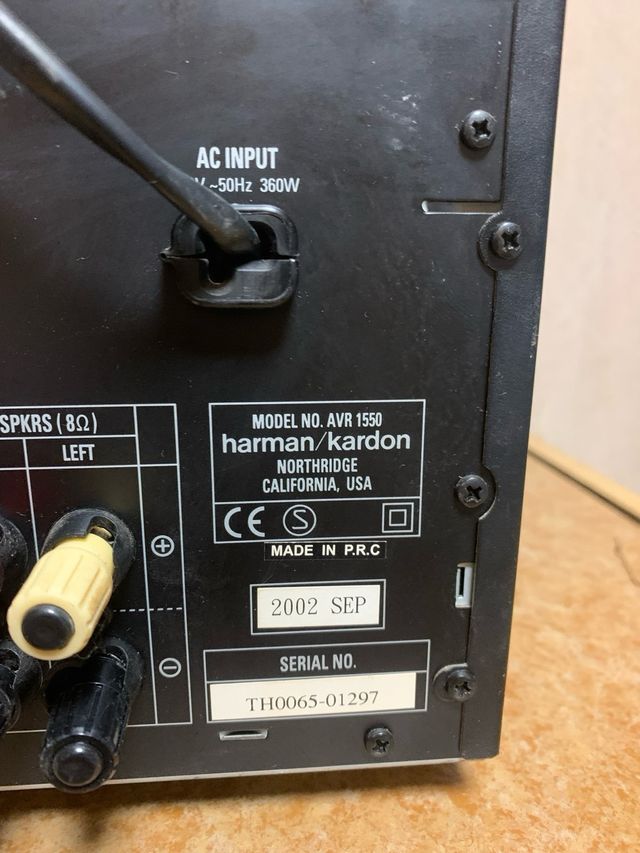 AC INPUT
V ~50Hz 360W
SPKRS (8Ω)
LEFT
+
−
MODEL NO. AVR 1550
harman/kardon
NORTHRIDGE
CALIFORNIA, USA
CE S
MADE IN P.R.C
2002 SEP
SERIAL NO.
TH0065-01297